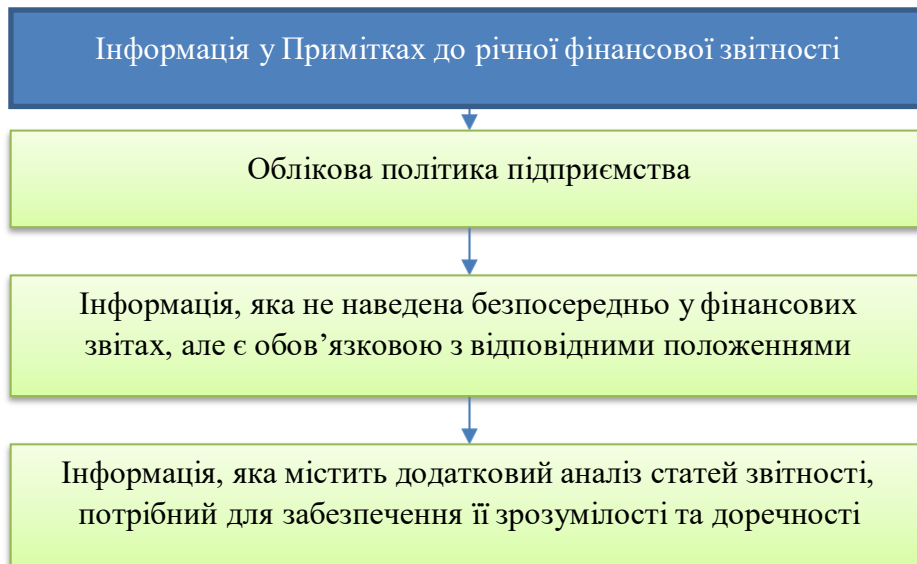 Інформація у Примітках до річної фінансової звітності
Облікова політика підприємства
Інформація, яка не наведена безпосередньо у фінансових
звітах, але є обов’язковою з відповідними положеннями
Інформація, яка містить додатковий аналіз статей звітності,
потрібний для забезпечення її зрозумілості та доречності